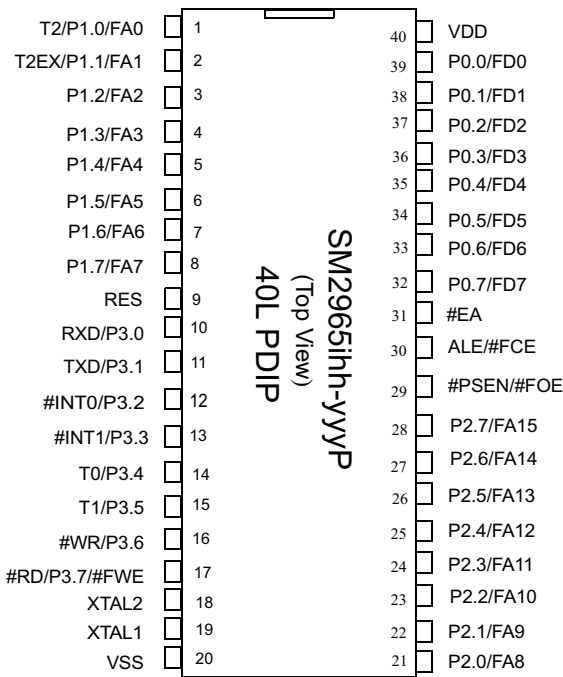 T2/P1.0/FA0 1
T2EX/P1.1/FA1 2
P1.2/FA2 3
P1.3/FA3 4
P1.4/FA4 5
P1.5/FA5 6
P1.6/FA6 7
P1.7/FA7 8
RES 9
RXD/P3.0 10
TXD/P3.1 11
#INT0/P3.2 12
#INT1/P3.3 13
T0/P3.4 14
T1/P3.5 15
#WR/P3.6 16
#RD/P3.7/#FWE 17
XTAL2 18
XTAL1 19
VSS 20
SM2965ihh-yyyP
(Top View)
40L PDIP
40 VDD
39 P0.0/FD0
38 P0.1/FD1
37 P0.2/FD2
36 P0.3/FD3
35 P0.4/FD4
34 P0.5/FD5
33 P0.6/FD6
32 P0.7/FD7
31 #EA
30 ALE/#FCE
29 #PSEN/#FOE
28 P2.7/FA15
27 P2.6/FA14
26 P2.5/FA13
25 P2.4/FA12
24 P2.3/FA11
23 P2.2/FA10
22 P2.1/FA9
21 P2.0/FA8